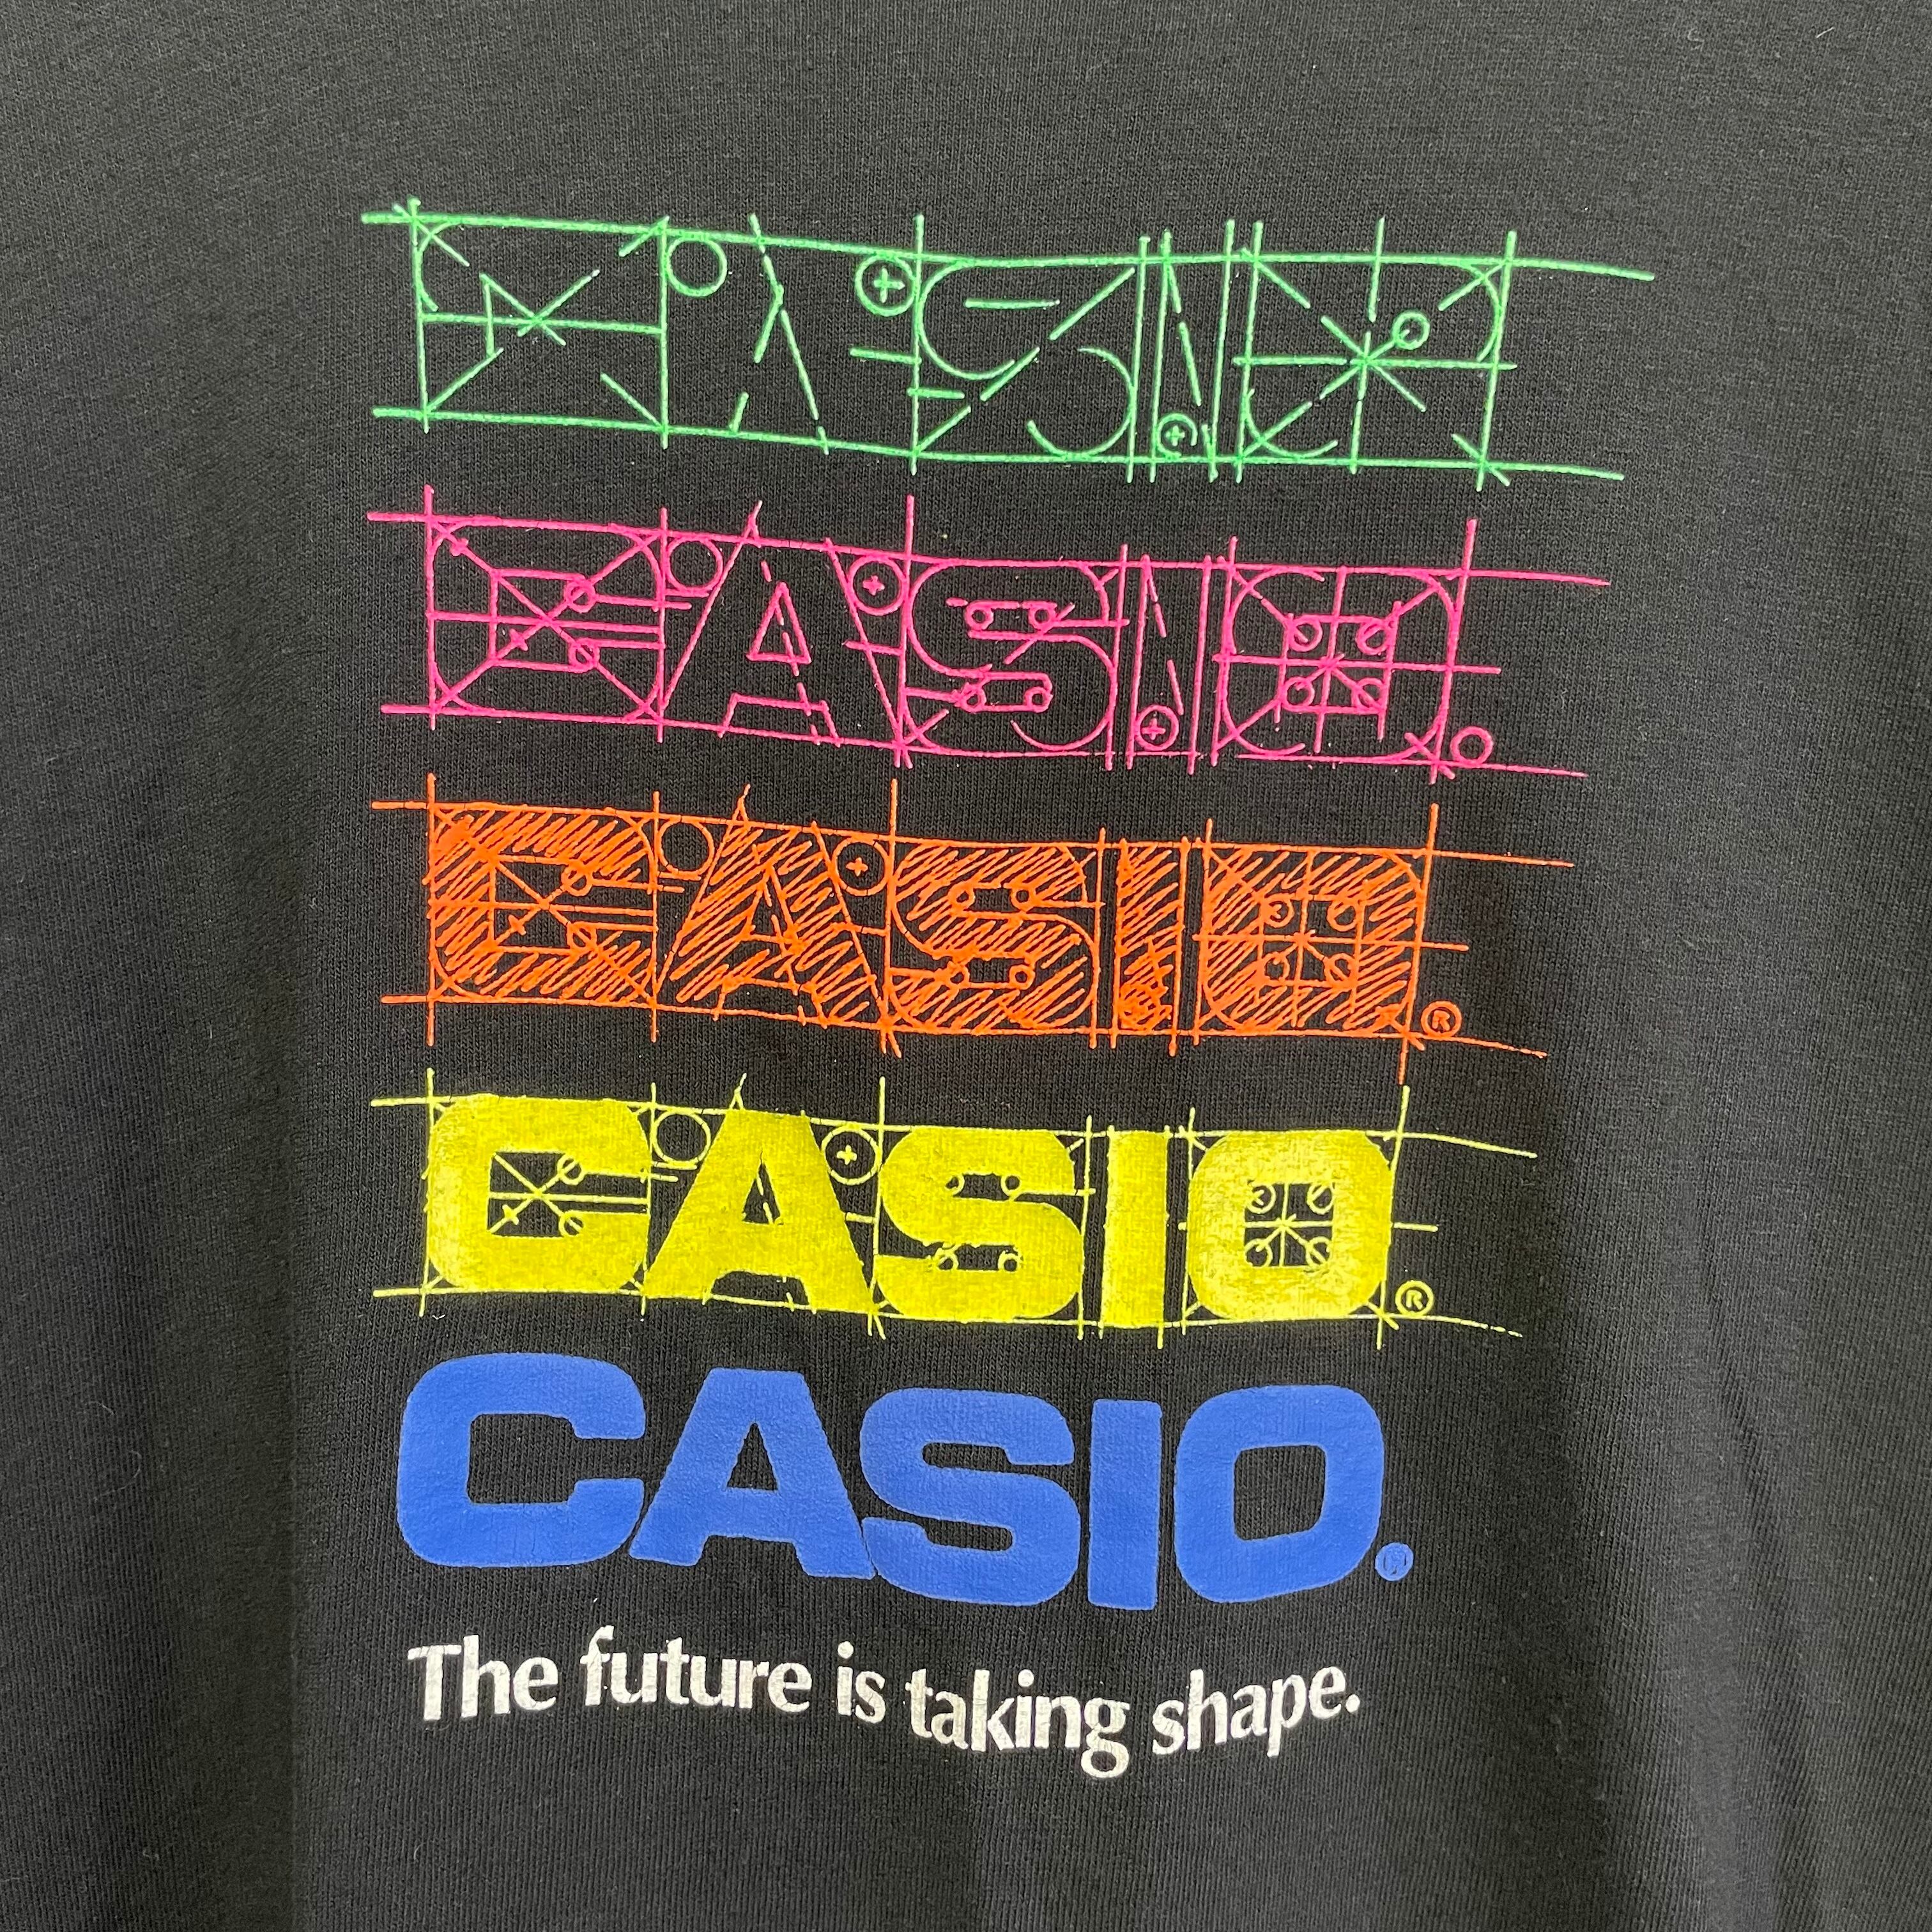 CASIO
CASIO.
CASIO.®
CASIO.®
CASIO.®
The future is taking shape.